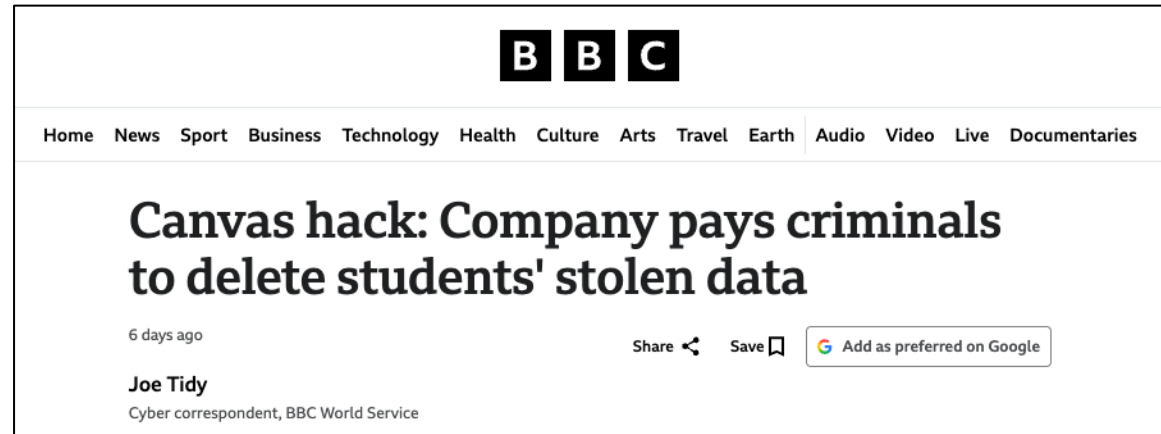 BBC
Home News Sport Business Technology Health Culture Arts Travel Earth Audio Video Live Documentaries
Canvas hack: Company pays criminals
to delete students' stolen data
6 days ago
Share Save Add as preferred on Google
Joe Tidy
Cyber correspondent, BBC World Service